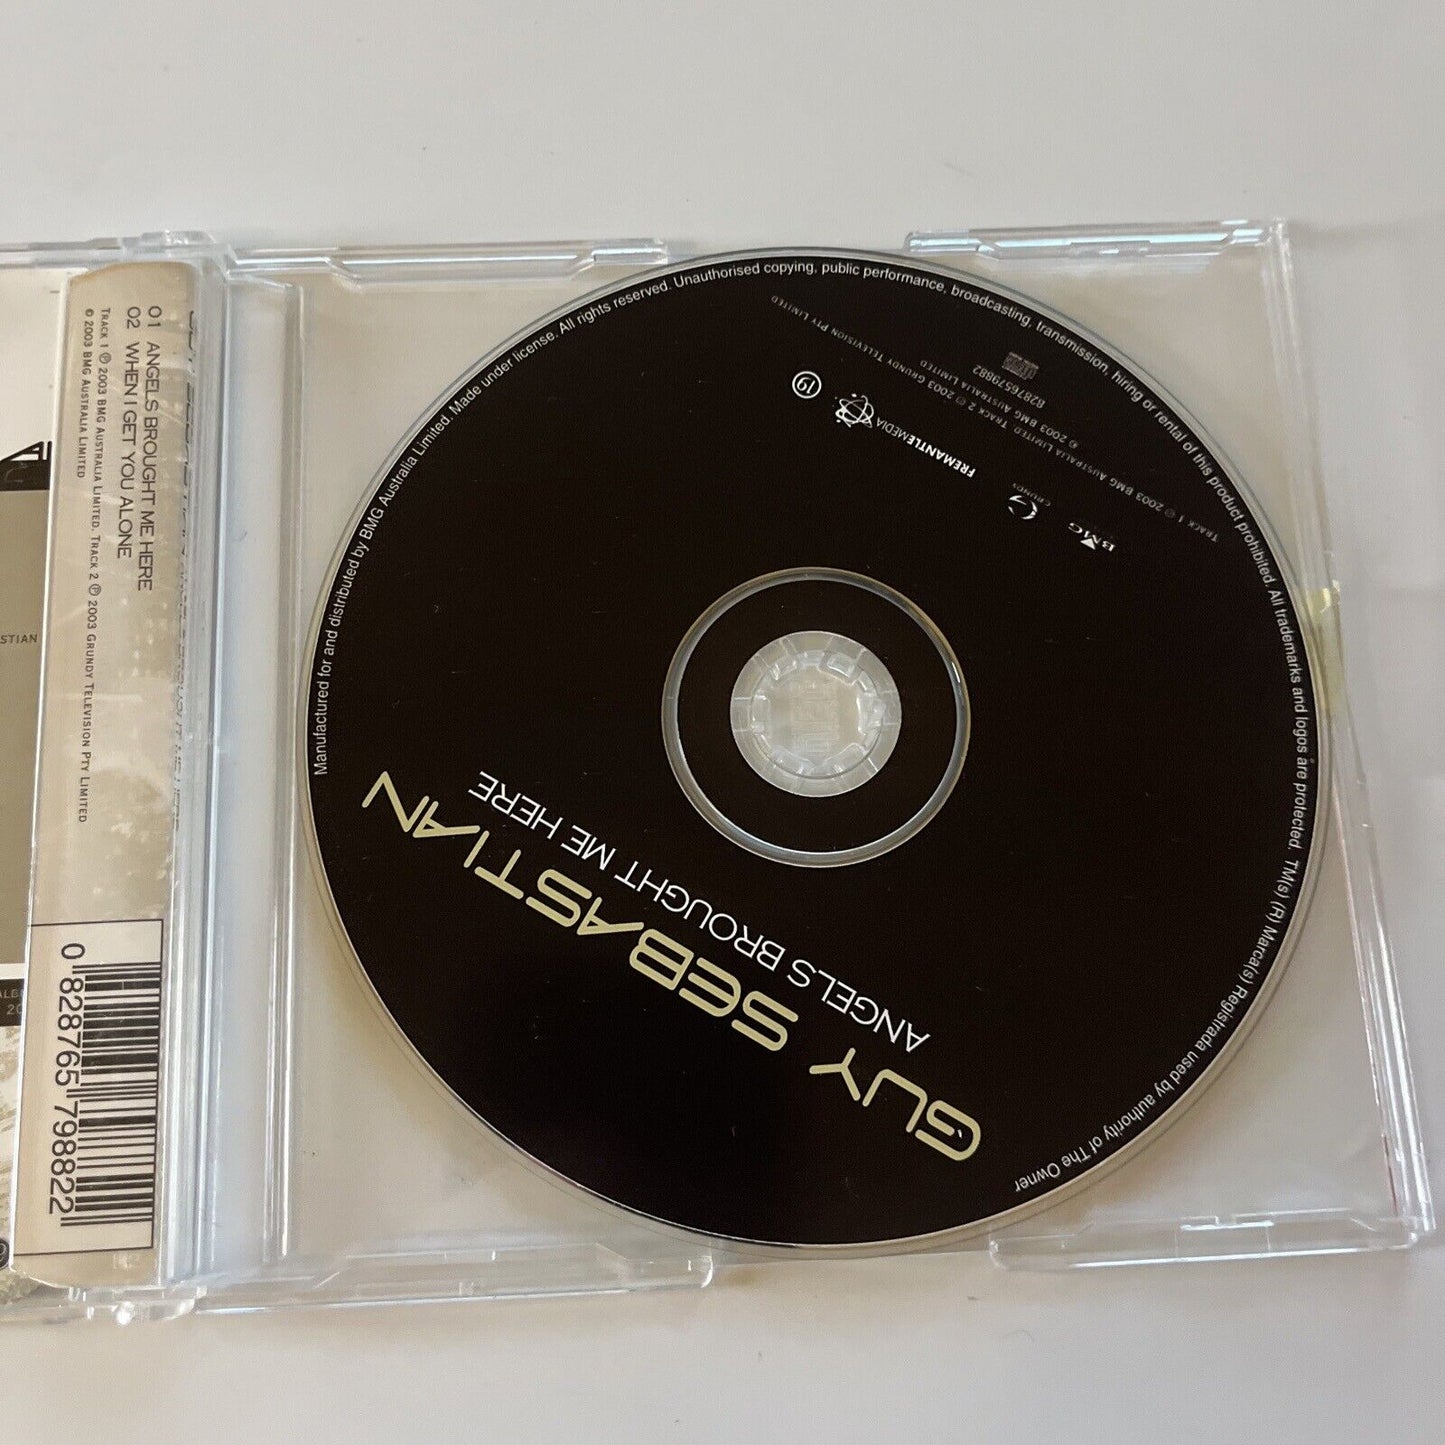 GUY SEBASTIAN
ANGELS BROUGHT ME HERE
BMG
GRUNDY
FREMANTLEMEDIA
19
TRACK 1 ℗ 2003 BMG AUSTRALIA LIMITED. TRACK 2 ℗ 2003 GRUNDY TELEVISION PTY LIMITED
© 2003 BMG AUSTRALIA LIMITED
82876579882
Manufactured for and distributed by BMG Australia Limited. Made under license. All rights reserved. Unauthorised copying, public performance, broadcasting, transmission, hiring or rental of this product prohibited. All trademarks and logos are protected. TM(s) (R) Marca(s) Registrada used by authority of The Owner
01 ANGELS BROUGHT ME HERE
02 WHEN I GET YOU ALONE
TRACK 1 ℗ 2003 BMG AUSTRALIA LIMITED. TRACK 2 ℗ 2003 GRUNDY TELEVISION PTY LIMITED
© 2003 BMG AUSTRALIA LIMITED
0 828765 798822
STIAN